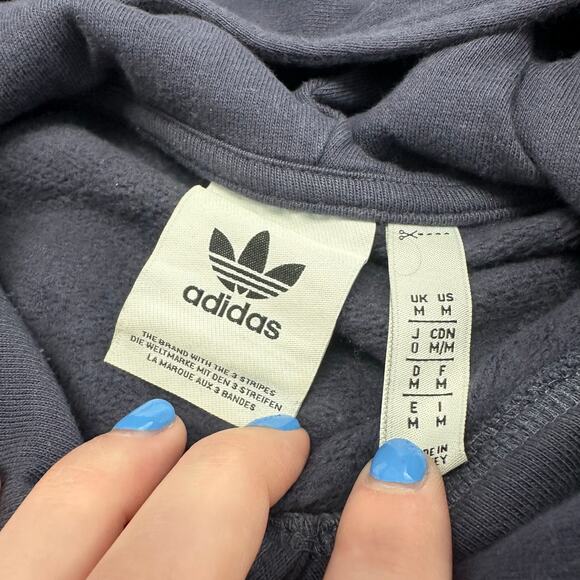 adidas
THE BRAND WITH THE 3 STRIPES
DIE WELTMARKE MIT DEN 3 STREIFEN
LA MARQUE AUX 3 BANDES
UK US
M M
J CDN
O M/M
D F
M M
E I
M M
IN